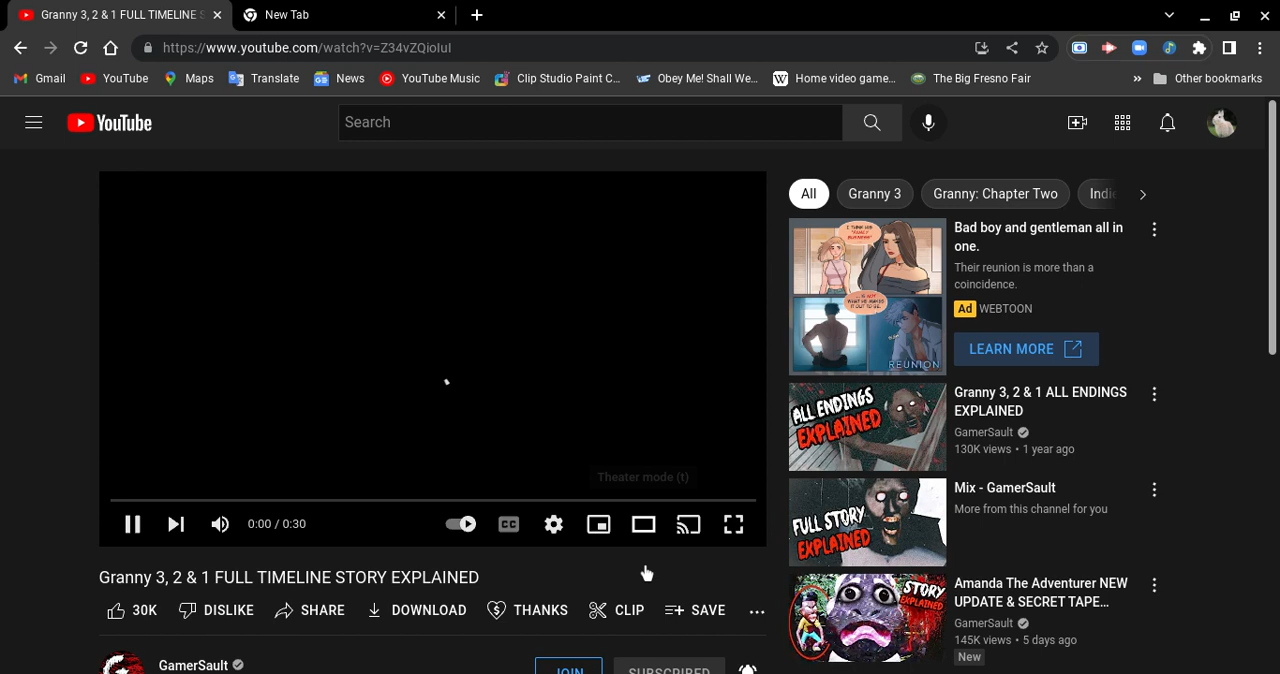 Granny 3, 2 & 1 FULL TIMELINE S
New Tab
https://www.youtube.com/watch?v=Z34vZQioIuI
Gmail
YouTube
Maps
Translate
News
YouTube Music
Clip Studio Paint C...
Obey Me! Shall We...
Home video game...
The Big Fresno Fair
»
Other bookmarks
YouTube
Search
All
Granny 3
Granny: Chapter Two
Indie
Bad boy and gentleman all in
one.
Their reunion is more than a
coincidence.
Ad WEBTOON
LEARN MORE
REUNION
ALL ENDINGS
EXPLAINED
Granny 3, 2 & 1 ALL ENDINGS
EXPLAINED
GamerSault
130K views • 1 year ago
FULL STORY
EXPLAINED
Mix - GamerSault
More from this channel for you
STORY
EXPLAINED
Amanda The Adventurer NEW
UPDATE & SECRET TAPE...
GamerSault
145K views • 5 days ago
New
Theater mode (t)
0:00 / 0:30
CC
Granny 3, 2 & 1 FULL TIMELINE STORY EXPLAINED
30K
DISLIKE
SHARE
DOWNLOAD
THANKS
CLIP
SAVE
GamerSault
JOIN
SUBSCRIBED